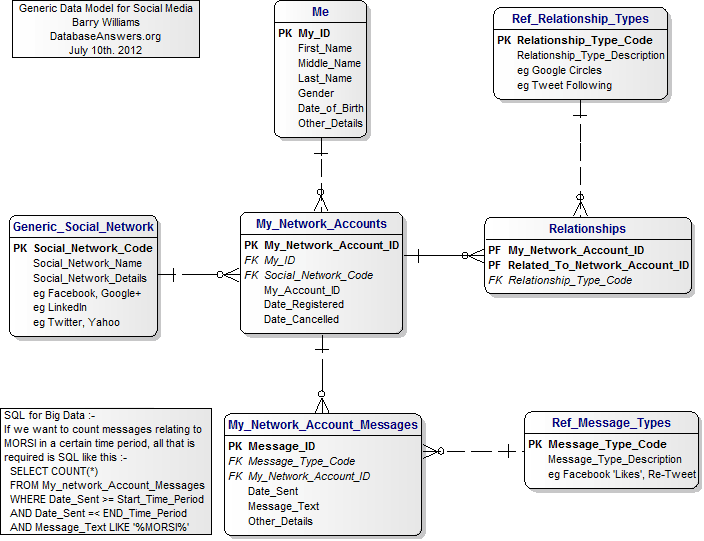 Generic Data Model for Social Media
Barry Williams
DatabaseAnswers.org
July 10th. 2012
Me
PK My_ID
First_Name
Middle_Name
Last_Name
Gender
Date_of_Birth
Other_Details
Ref_Relationship_Types
PK Relationship_Type_Code
Relationship_Type_Description
eg Google Circles
eg Tweet Following
Generic_Social_Network
PK Social_Network_Code
Social_Network_Name
Social_Network_Details
eg Facebook, Google+
eg LinkedIn
eg Twitter, Yahoo
My_Network_Accounts
PK My_Network_Account_ID
FK My_ID
FK Social_Network_Code
My_Account_ID
Date_Registered
Date_Cancelled
Relationships
PF My_Network_Account_ID
PF Related_To_Network_Account_ID
FK Relationship_Type_Code
SQL for Big Data :-
If we want to count messages relating to
MORSI in a certain time period, all that is
required is SQL like this :-
SELECT COUNT(*)
FROM My_network_Account_Messages
WHERE Date_Sent >= Start_Time_Period
AND Date_Sent =< END_Time_Period
AND Message_Text LIKE '%MORSI%'
My_Network_Account_Messages
PK Message_ID
FK Message_Type_Code
FK My_Network_Account_ID
Date_Sent
Message_Text
Other_Details
Ref_Message_Types
PK Message_Type_Code
Message_Type_Description
eg Facebook 'Likes', Re-Tweet